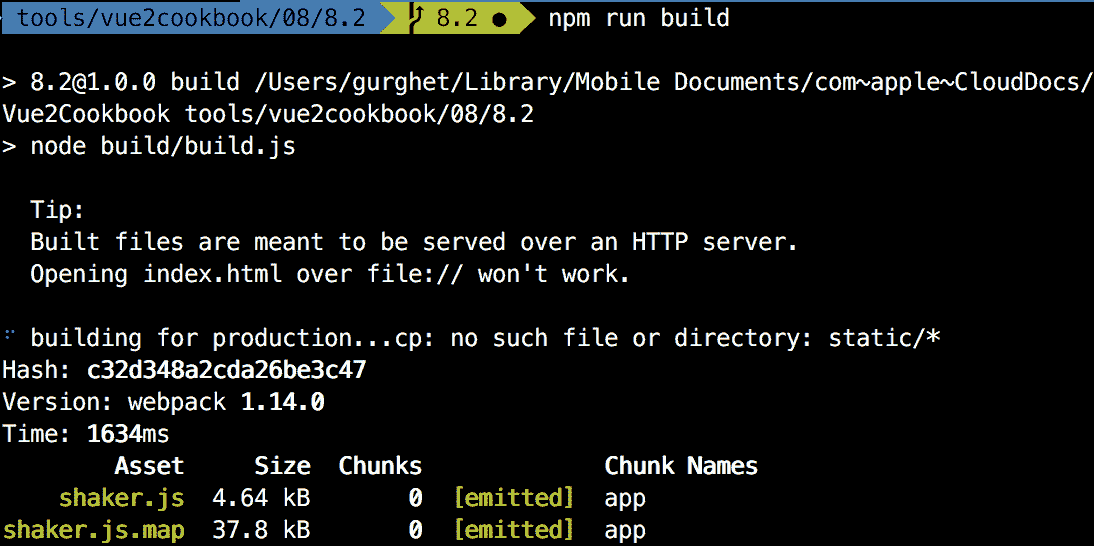 tools/vue2cookbook/08/8.2 8.2 ● npm run build
> 8.2@1.0.0 build /Users/gurghet/Library/Mobile Documents/com~apple~CloudDocs/
Vue2Cookbook tools/vue2cookbook/08/8.2
> node build/build.js
Tip:
Built files are meant to be served over an HTTP server.
Opening index.html over file:// won't work.
⠋ building for production...cp: no such file or directory: static/*
Hash: c32d348a2cda26be3c47
Version: webpack 1.14.0
Time: 1634ms
Asset Size Chunks Chunk Names
shaker.js 4.64 kB 0 [emitted] app
shaker.js.map 37.8 kB 0 [emitted] app